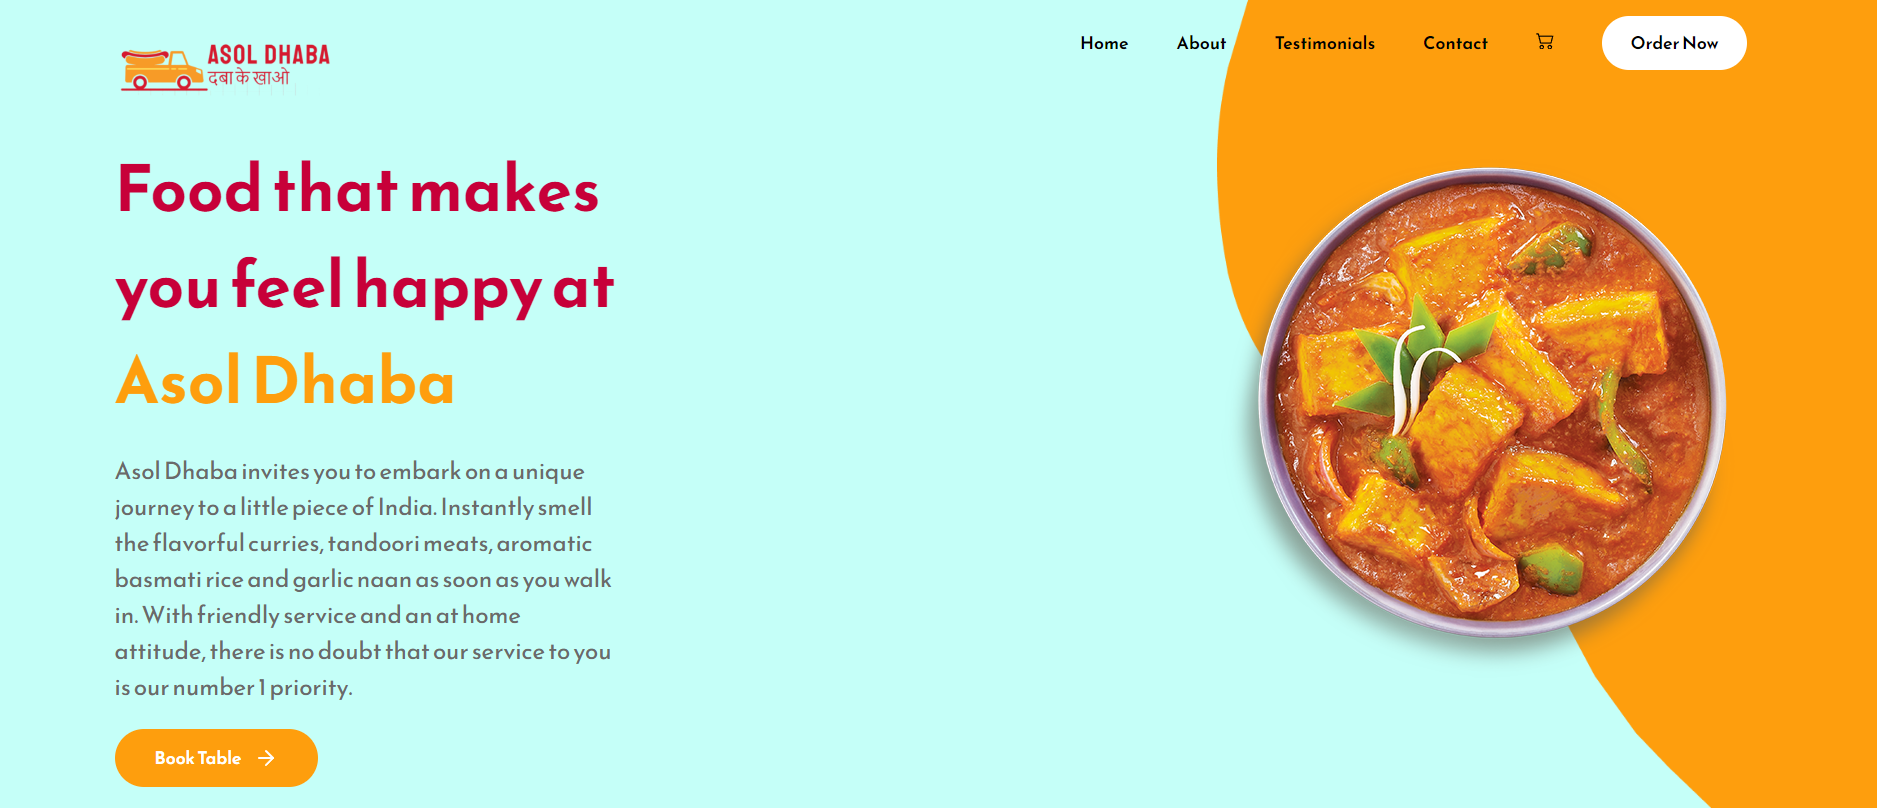 ASOL DHABA
दबा के खाओ
Home About Testimonials Contact Order Now
Food that makes
you feel happy at
Asol Dhaba
Asol Dhaba invites you to embark on a unique
journey to a little piece of India. Instantly smell
the flavorful curries, tandoori meats, aromatic
basmati rice and garlic naan as soon as you walk
in. With friendly service and an at home
attitude, there is no doubt that our service to you
is our number 1 priority.
Book Table